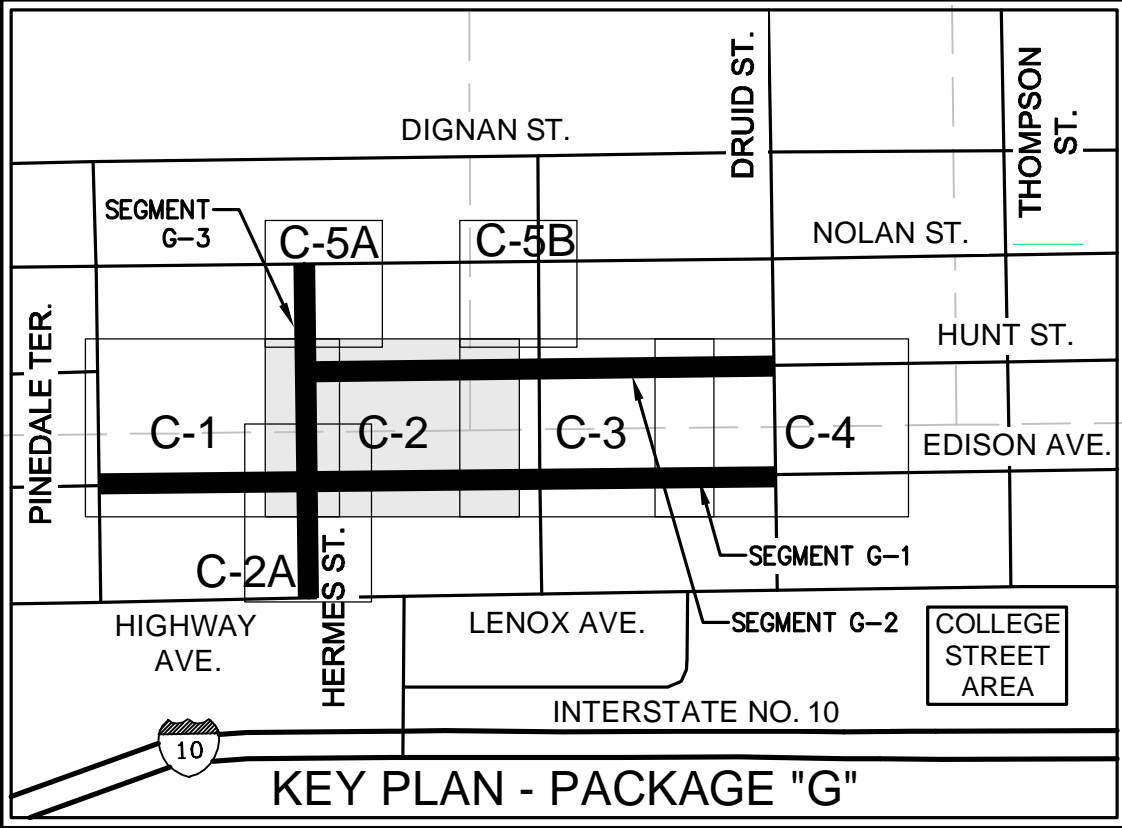 DIGNAN ST.
DRUID ST.
THOMPSON
ST.
SEGMENT
G-3
C-5A
C-5B
NOLAN ST.
PINEDALE TER.
HUNT ST.
C-1
C-2
C-3
C-4
EDISON AVE.
C-2A
HERMES ST.
SEGMENT G-1
HIGHWAY
AVE.
LENOX AVE.
SEGMENT G-2
COLLEGE
STREET
AREA
INTERSTATE NO. 10
10
KEY PLAN - PACKAGE "G"